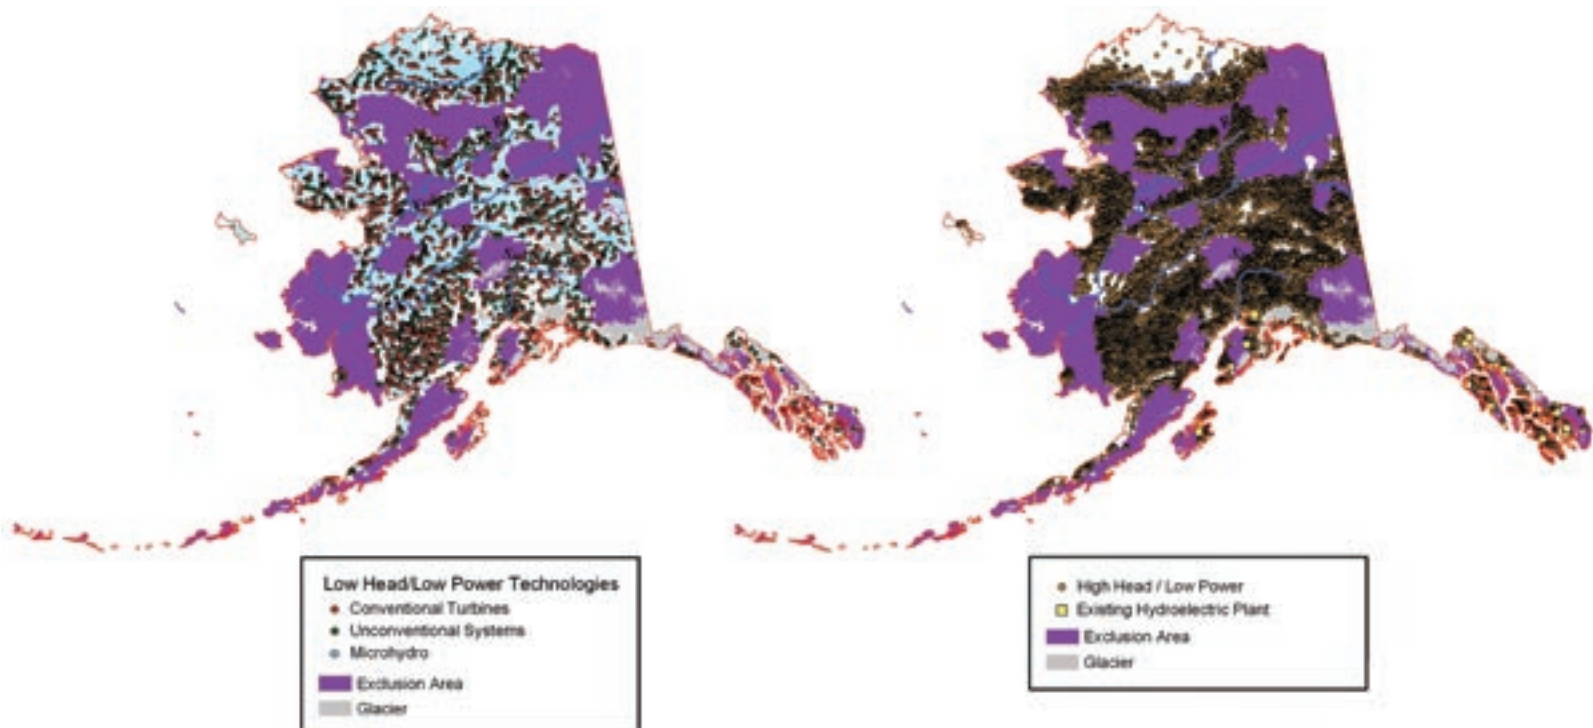 Low Head/Low Power Technologies
Conventional Turbines
Unconventional Systems
Microhydro
Exclusion Area
Glacier
High Head / Low Power
Existing Hydroelectric Plant
Exclusion Area
Glacier